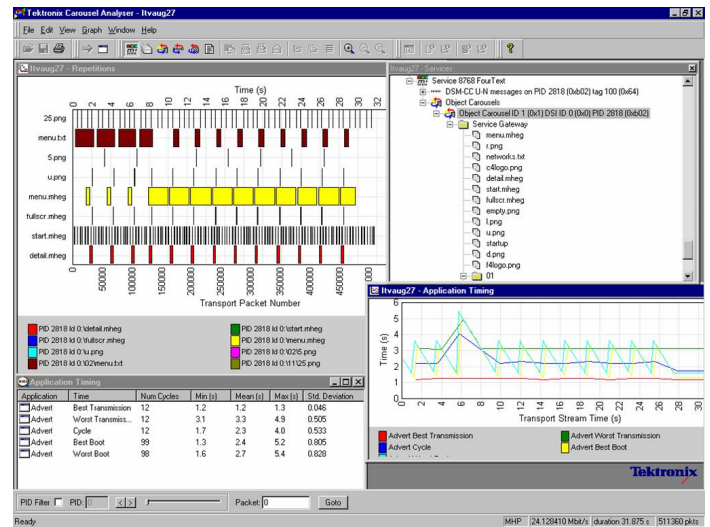 Tektronix Carousel Analyser - Itvaug27
File Edit View Graph Window Help
Itvaug27 - Repetitions
Time (s)
0 2 4 6 8 10 12 14 16 18 20 22 24 26 28 30 32
25.png
menu.txt
5.png
u.png
menu.mheg
fullscr.mheg
start.mheg
detail.mheg
0 50000 100000 150000 200000 250000 300000 350000 400000 450000
Transport Packet Number
PID 2818 Id 0:\detail.mheg
PID 2818 Id 0:\start.mheg
PID 2818 Id 0:\fullscr.mheg
PID 2818 Id 0:\menu.mheg
PID 2818 Id 0:\u.png
PID 2818 Id 0:\02\5.png
PID 2818 Id 0:\02\menu.txt
PID 2818 Id 0:\11\25.png
Itvaug27 - Services
Service 8768 FourText
DSM-CC U-N messages on PID 2818 (0xb02) tag 100 (0x64)
Object Carousels
Object Carousel ID 1 (0x1) DSI ID 0 (0x0) PID 2818 (0xb02)
Service Gateway
menu.mheg
r.png
networks.txt
c4logo.png
detail.mheg
start.mheg
fullscr.mheg
empty.png
l.png
u.png
startup
d.png
f4logo.png
01
Itvaug27 - Application Timing
6
5
4
3
2
1
0
Time (s)
0 2 4 6 8 10 12 14 16 18 20 22 24 26 28 30
Transport Stream Time (s)
Advert Best Transmission
Advert Worst Transmission
Advert Cycle
Advert Best Boot
Application Timing
Application Time Num Cycles Min (s) Mean (s) Max (s) Std. Deviation
Advert Best Transmission 12 1.2 1.2 1.3 0.046
Advert Worst Transmiss... 12 3.1 3.3 4.9 0.505
Advert Cycle 12 1.7 2.3 4.0 0.533
Advert Best Boot 99 1.3 2.4 5.2 0.805
Advert Worst Boot 98 1.6 2.7 5.4 0.828
Tektronix
PID Filter PID: 0 < > Packet: 0 Goto
Ready
MHP 24.128410 Mbit/s duration 31.875 s 511360 pkts